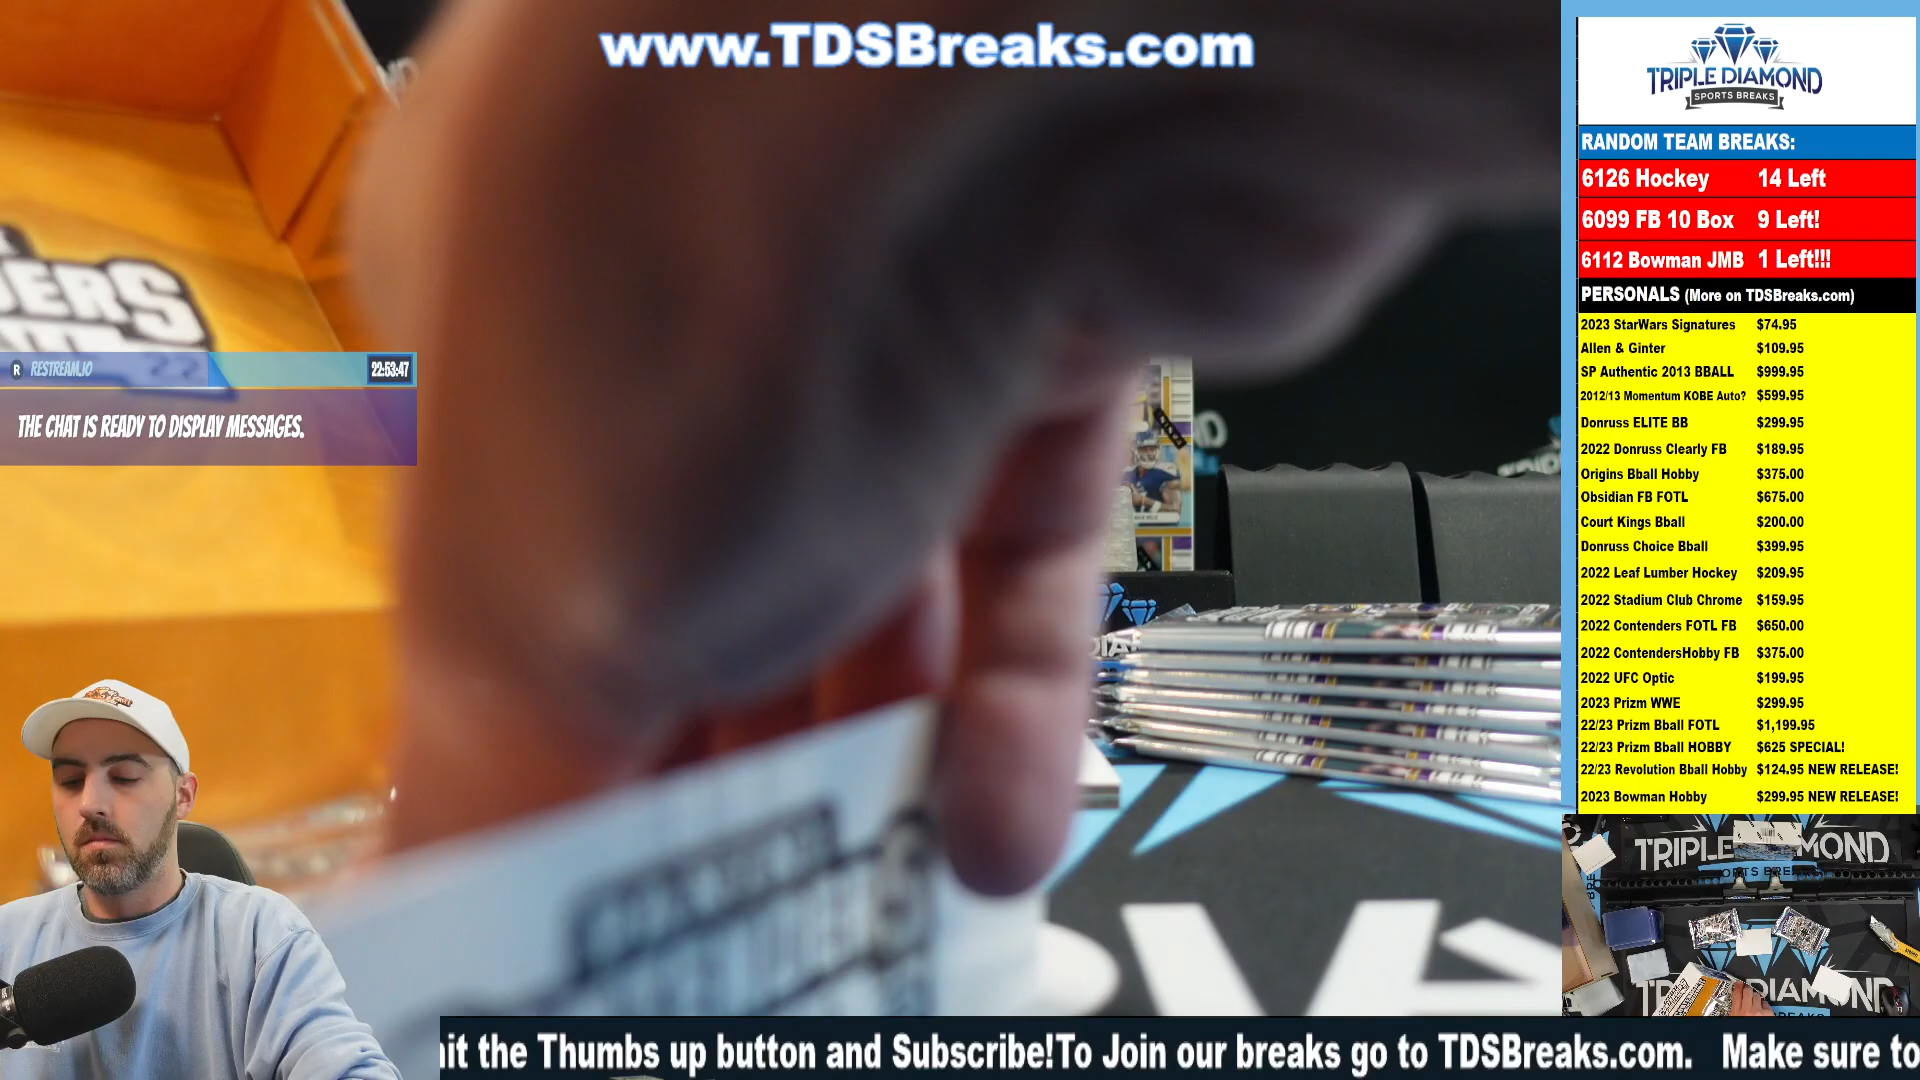 www.TDSBreaks.com
RESTREAM.IO
22:53:47
THE CHAT IS READY TO DISPLAY MESSAGES.
TRIPLE DIAMOND
SPORTS BREAKS
RANDOM TEAM BREAKS:
6126 Hockey 14 Left
6099 FB 10 Box 9 Left!
6112 Bowman JMB 1 Left!!!
PERSONALS (More on TDSBreaks.com)
2023 StarWars Signatures $74.95
Allen & Ginter $109.95
SP Authentic 2013 BBALL $999.95
2012/13 Momentum KOBE Auto? $599.95
Donruss ELITE BB $299.95
2022 Donruss Clearly FB $189.95
Origins Bball Hobby $375.00
Obsidian FB FOTL $675.00
Court Kings Bball $200.00
Donruss Choice Bball $399.95
2022 Leaf Lumber Hockey $209.95
2022 Stadium Club Chrome $159.95
2022 Contenders FOTL FB $650.00
2022 ContendersHobby FB $375.00
2022 UFC Optic $199.95
2023 Prizm WWE $299.95
22/23 Prizm Bball FOTL $1,199.95
22/23 Prizm Bball HOBBY $625 SPECIAL!
22/23 Revolution Bball Hobby $124.95 NEW RELEASE!
2023 Bowman Hobby $299.95 NEW RELEASE!
hit the Thumbs up button and Subscribe!To Join our breaks go to TDSBreaks.com. Make sure to